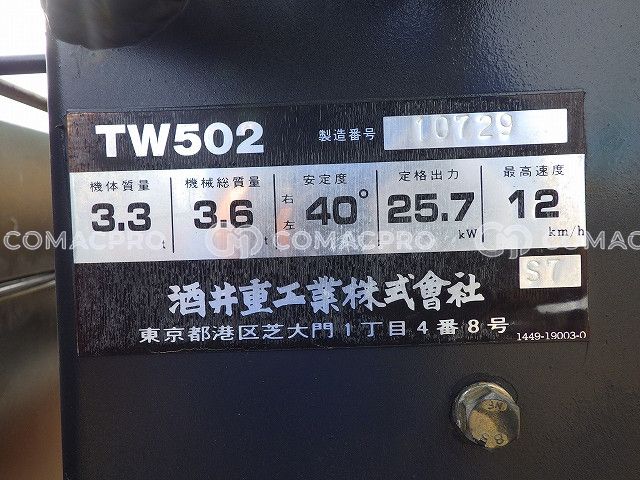 TW502 製造番号 10729
機体質量 機械総質量 安定度 定格出力 最高速度
3.3 t 3.6 t 右 左 40° 25.7 kW 12 km/h
COMACPRO COMACPRO COMACPRO
S7
酒井重工業株式會社
東京都港区芝大門1丁目4番8号
1449-19003-0